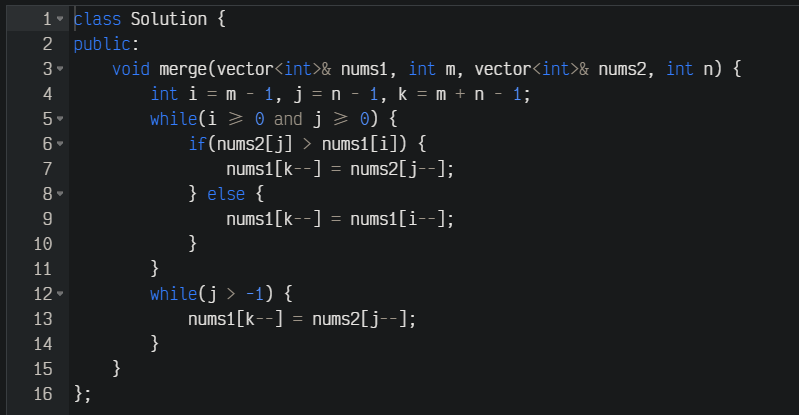 1 class Solution {
2 public:
3     void merge(vector<int>& nums1, int m, vector<int>& nums2, int n) {
4         int i = m - 1, j = n - 1, k = m + n - 1;
5         while(i ⩾ 0 and j ⩾ 0) {
6             if(nums2[j] > nums1[i]) {
7                 nums1[k--] = nums2[j--];
8             } else {
9                 nums1[k--] = nums1[i--];
10             }
11         }
12         while(j > -1) {
13             nums1[k--] = nums2[j--];
14         }
15     }
16 };